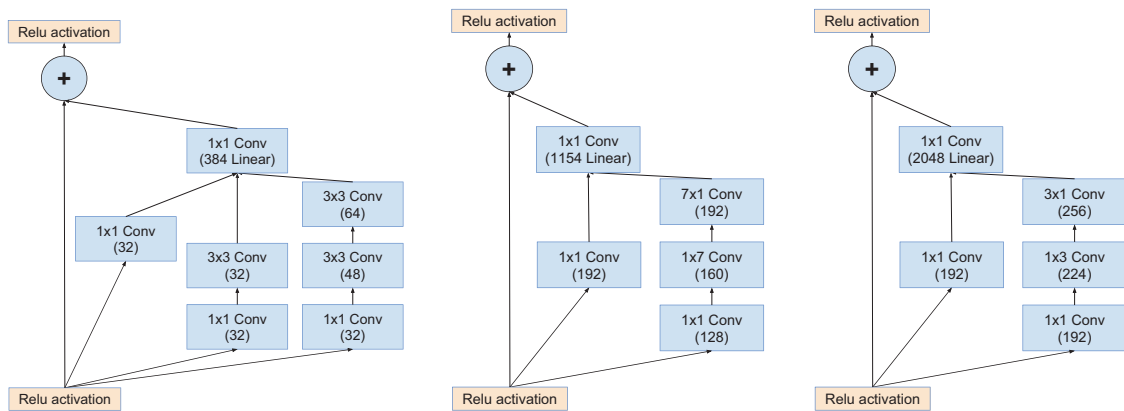 Relu activation
+
1x1 Conv
(384 Linear)
3x3 Conv
(64)
1x1 Conv
(32)
3x3 Conv
(32)
3x3 Conv
(48)
1x1 Conv
(32)
1x1 Conv
(32)
Relu activation
Relu activation
+
1x1 Conv
(1154 Linear)
7x1 Conv
(192)
1x1 Conv
(192)
1x7 Conv
(160)
1x1 Conv
(128)
Relu activation
Relu activation
+
1x1 Conv
(2048 Linear)
3x1 Conv
(256)
1x1 Conv
(192)
1x3 Conv
(224)
1x1 Conv
(192)
Relu activation